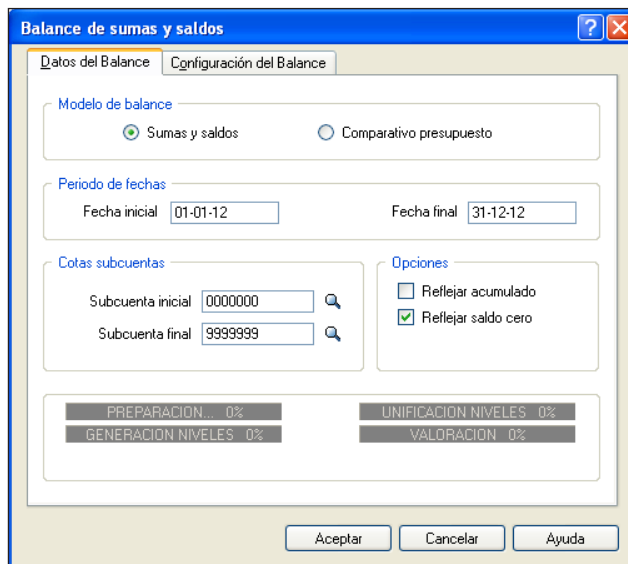 Balance de sumas y saldos
Datos del Balance Configuración del Balance
Modelo de balance
Sumas y saldos Comparativo presupuesto
Periodo de fechas
Fecha inicial 01-01-12 Fecha final 31-12-12
Cotas subcuentas Opciones
Subcuenta inicial 0000000 Reflejar acumulado
Subcuenta final 9999999 Reflejar saldo cero
PREPARACION... 0% UNIFICACION NIVELES 0%
GENERACION NIVELES 0% VALORACION 0%
Aceptar Cancelar Ayuda